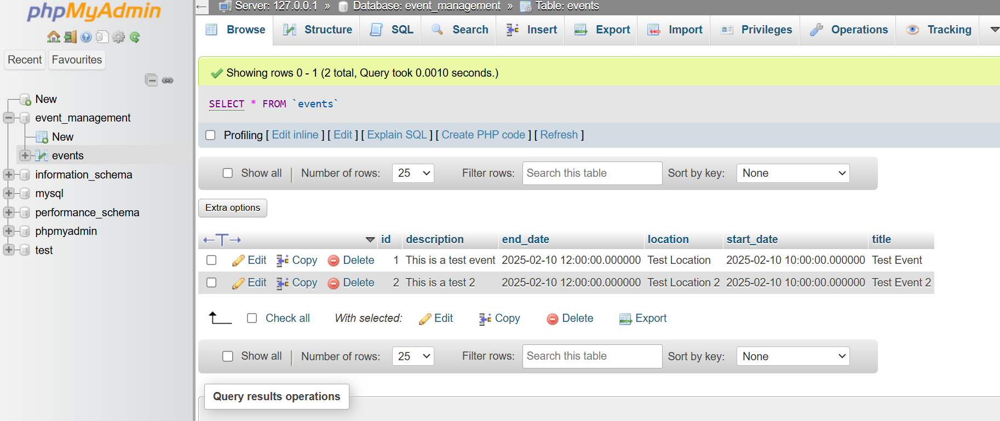 phpMyAdmin
Recent Favourites
New
event_management
New
events
information_schema
mysql
performance_schema
phpmyadmin
test
Server: 127.0.0.1 » Database: event_management » Table: events
Browse Structure SQL Search Insert Export Import Privileges Operations Tracking
Showing rows 0 - 1 (2 total, Query took 0.0010 seconds.)
SELECT * FROM `events`
Profiling [ Edit inline ] [ Edit ] [ Explain SQL ] [ Create PHP code ] [ Refresh ]
Show all Number of rows: 25 Filter rows: Search this table Sort by key: None
Extra options
id description end_date location start_date title
Edit Copy Delete 1 This is a test event 2025-02-10 12:00:00.000000 Test Location 2025-02-10 10:00:00.000000 Test Event
Edit Copy Delete 2 This is a test 2 2025-02-10 12:00:00.000000 Test Location 2 2025-02-10 10:00:00.000000 Test Event 2
Check all With selected: Edit Copy Delete Export
Show all Number of rows: 25 Filter rows: Search this table Sort by key: None
Query results operations